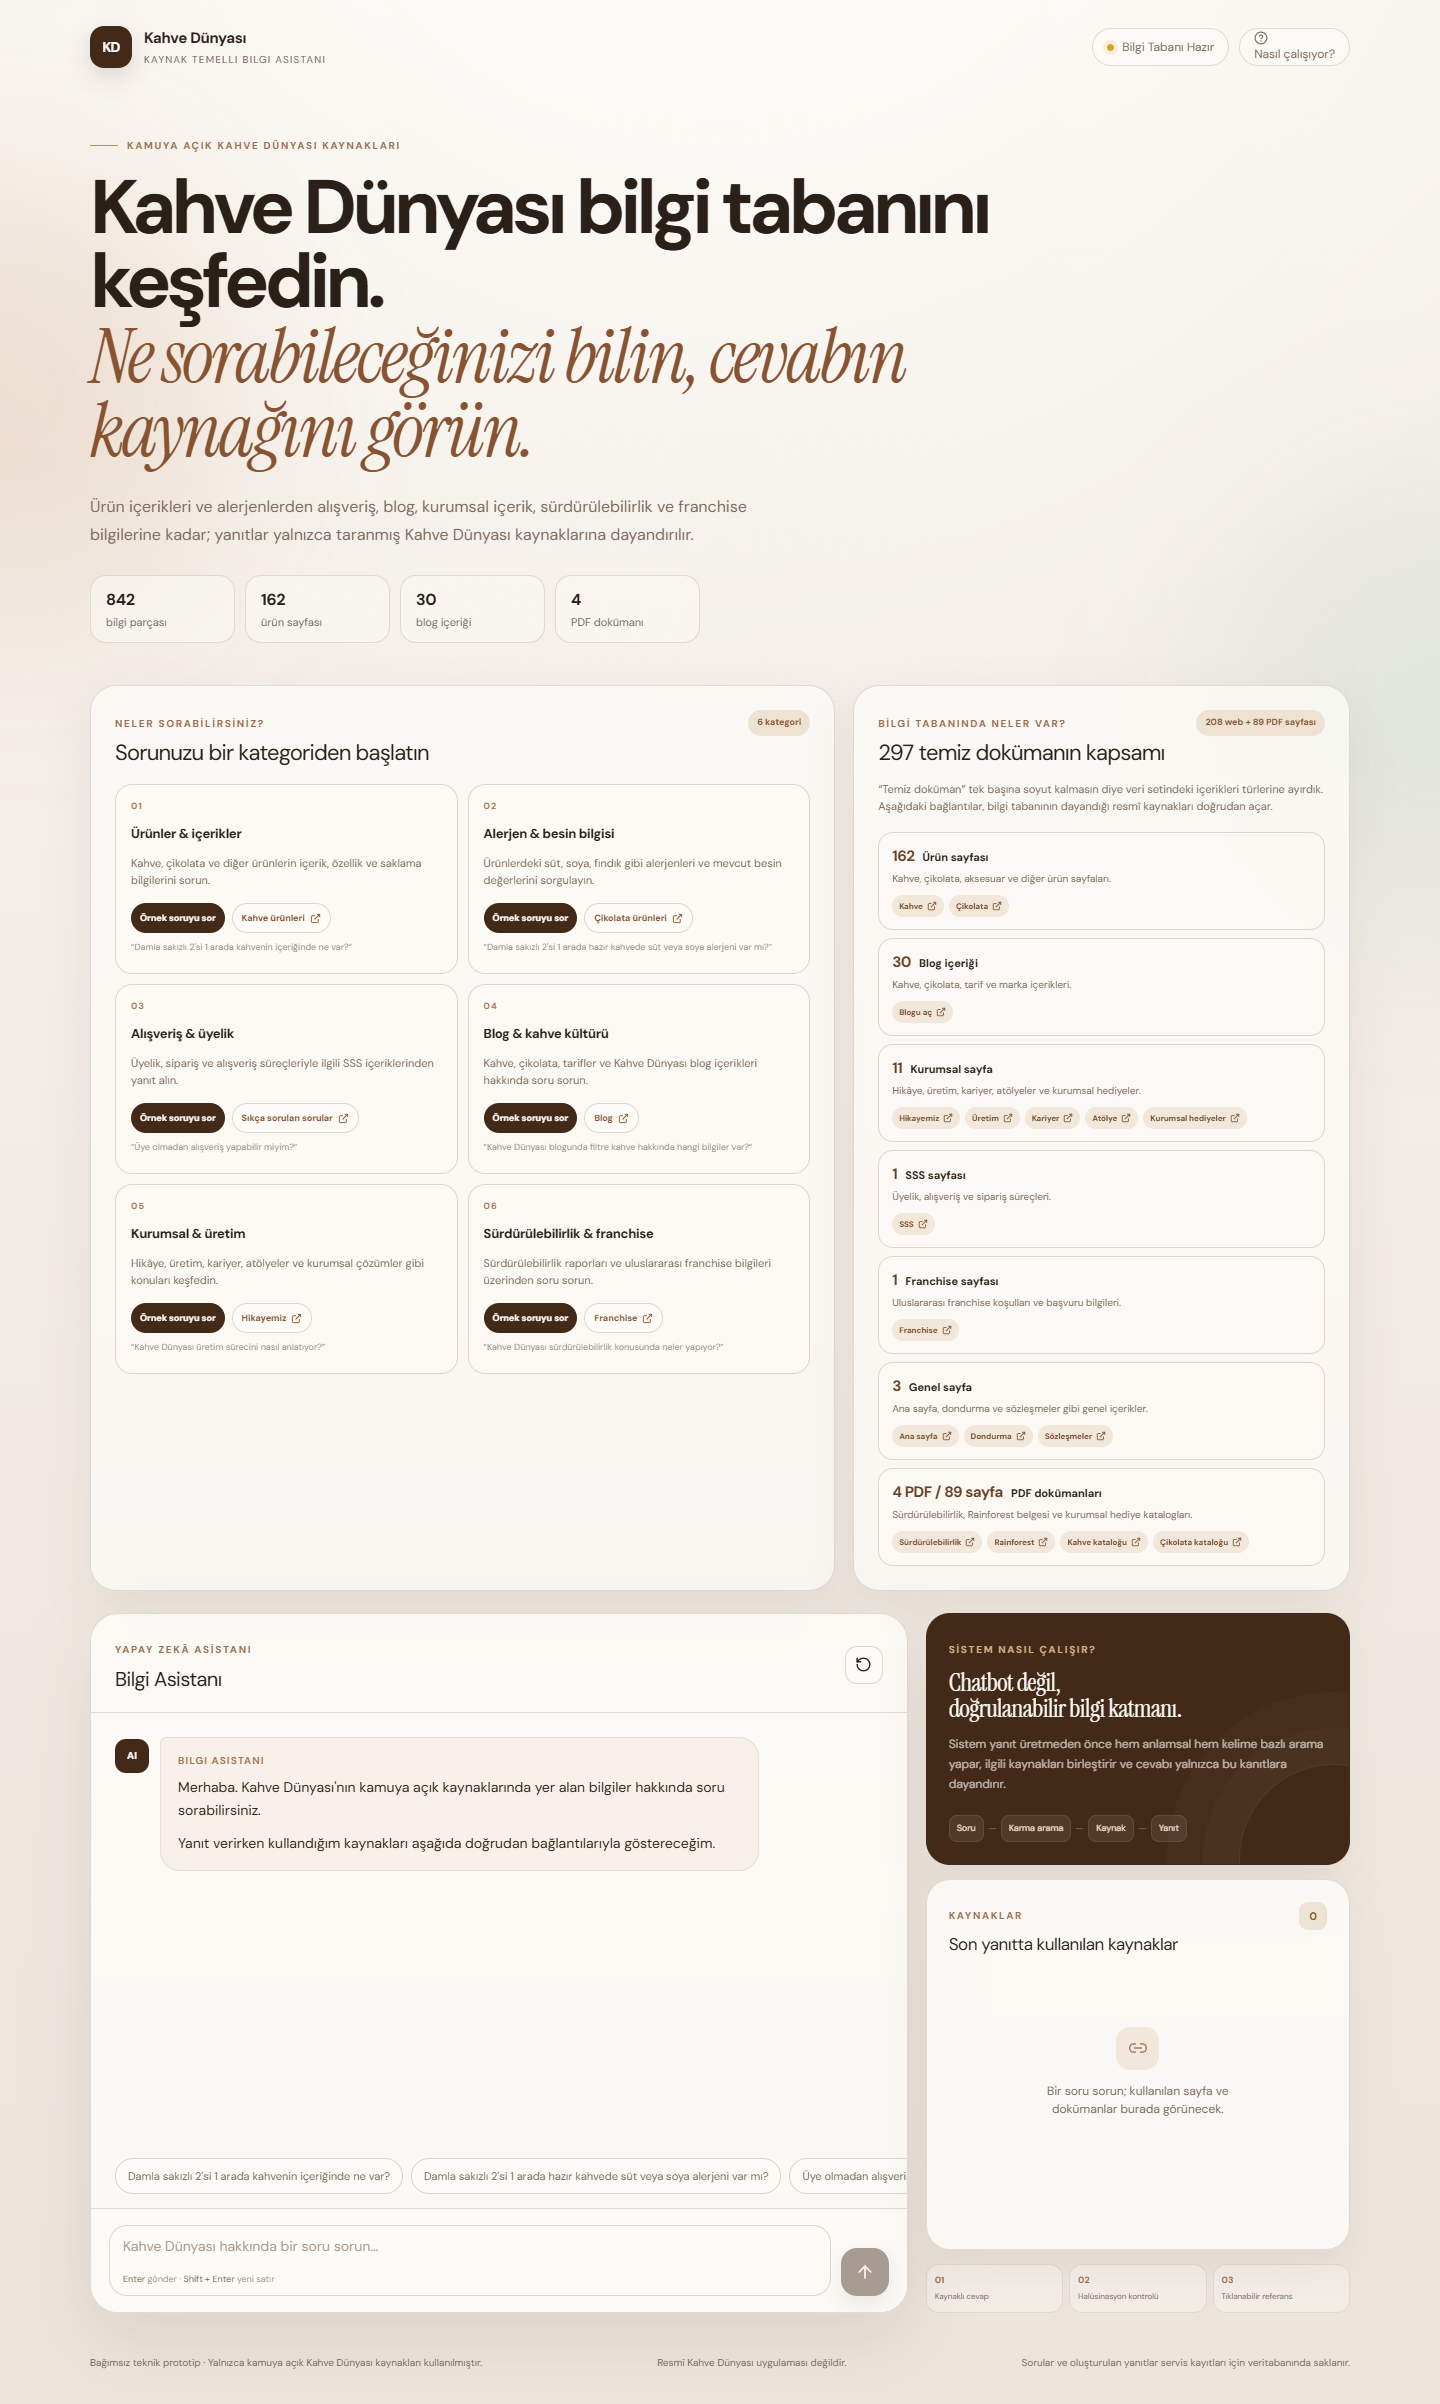 KD
Kahve Dünyası
KAYNAK TEMELLI BILGI ASISTANI
Bilgi Tabanı Hazır
Nasıl çalışıyor?
KAMUYA AÇIK KAHVE DÜNYASI KAYNAKLARI
Kahve Dünyası bilgi tabanını
keşfedin.
Ne sorabileceğinizi bilin, cevabın
kaynağını görün.
Ürün içerikleri ve alerjenlerden alışveriş, blog, kurumsal içerik, sürdürülebilirlik ve franchise
bilgilerine kadar; yanıtlar yalnızca taranmış Kahve Dünyası kaynaklarına dayandırılır.
842
bilgi parçası
162
ürün sayfası
30
blog içeriği
4
PDF dokümanı
NELER SORABİLİRSİNİZ?
Sorunuzu bir kategoriden başlatın
6 kategori
01
Ürünler & içerikler
Kahve, çikolata ve diğer ürünlerin içerik, özellik ve saklama
bilgilerini sorun.
Örnek soruyu sor
Kahve ürünleri
"Damla sakızlı 2'si 1 arada kahvenin içeriğinde ne var?"
02
Alerjen & besin bilgisi
Ürünlerdeki süt, soya, fındık gibi alerjenleri ve mevcut besin
değerlerini sorgulayın.
Örnek soruyu sor
Çikolata ürünleri
"Damla sakızlı 2'si 1 arada hazır kahvede süt veya soya alerjeni var mı?"
03
Alışveriş & üyelik
Üyelik, sipariş ve alışveriş süreçleriyle ilgili SSS içeriklerinden
yanıt alın.
Örnek soruyu sor
Sıkça sorulan sorular
"Üye olmadan alışveriş yapabilir miyim?"
04
Blog & kahve kültürü
Kahve, çikolata, tarifler ve Kahve Dünyası blog içerikleri
hakkında soru sorun.
Örnek soruyu sor
Blog
"Kahve Dünyası blogunda filtre kahve hakkında hangi bilgiler var?"
05
Kurumsal & üretim
Hikâye, üretim, kariyer, atölyeler ve kurumsal çözümler gibi
konuları keşfedin.
Örnek soruyu sor
Hikayemiz
"Kahve Dünyası üretim sürecini nasıl anlatıyor?"
06
Sürdürülebilirlik & franchise
Sürdürülebilirlik raporları ve uluslararası franchise bilgileri
üzerinden soru sorun.
Örnek soruyu sor
Franchise
"Kahve Dünyası sürdürülebilirlik konusunda neler yapıyor?"
BİLGİ TABANINDA NELER VAR?
297 temiz dokümanın kapsamı
208 web + 89 PDF sayfası
"Temiz doküman" tek başına soyut kalmasın diye veri setindeki içerikleri türlerine ayırdık.
Aşağıdaki bağlantılar, bilgi tabanının dayandığı resmî kaynakları doğrudan açar.
162 Ürün sayfası
Kahve, çikolata, aksesuar ve diğer ürün sayfaları.
Kahve
Çikolata
30 Blog içeriği
Kahve, çikolata, tarif ve marka içerikleri.
Blogu aç
11 Kurumsal sayfa
Hikâye, üretim, kariyer, atölyeler ve kurumsal hediyeler.
Hikayemiz
Üretim
Kariyer
Atölye
Kurumsal hediyeler
1 SSS sayfası
Üyelik, alışveriş ve sipariş süreçleri.
SSS
1 Franchise sayfası
Uluslararası franchise koşulları ve başvuru bilgileri.
Franchise
3 Genel sayfa
Ana sayfa, dondurma ve sözleşmeler gibi genel içerikler.
Ana sayfa
Dondurma
Sözleşmeler
4 PDF / 89 sayfa PDF dokümanları
Sürdürülebilirlik, Rainforest belgesi ve kurumsal hediye katalogları.
Sürdürülebilirlik
Rainforest
Kahve kataloğu
Çikolata kataloğu
YAPAY ZEKÂ ASİSTANI
Bilgi Asistanı
AI
BILGI ASISTANI
Merhaba. Kahve Dünyası'nın kamuya açık kaynaklarında yer alan bilgiler hakkında soru
sorabilirsiniz.
Yanıt verirken kullandığım kaynakları aşağıda doğrudan bağlantılarıyla göstereceğim.
Damla sakızlı 2'si 1 arada kahvenin içeriğinde ne var?
Damla sakızlı 2'si 1 arada hazır kahvede süt veya soya alerjeni var mı?
Üye olmadan alışveri
Kahve Dünyası hakkında bir soru sorun...
Enter gönder · Shift + Enter yeni satır
SİSTEM NASIL ÇALIŞIR?
Chatbot değil,
doğrulanabilir bilgi katmanı.
Sistem yanıt üretmeden önce hem anlamsal hem kelime bazlı arama
yapar, ilgili kaynakları birleştirir ve cevabı yalnızca bu kanıtlara
dayandırır.
Soru — Karma arama — Kaynak — Yanıt
KAYNAKLAR
0
Son yanıtta kullanılan kaynaklar
Bir soru sorun; kullanılan sayfa ve
dokümanlar burada görünecek.
01
Kaynaklı cevap
02
Halüsinasyon kontrolü
03
Tıklanabilir referans
Bağımsız teknik prototip · Yalnızca kamuya açık Kahve Dünyası kaynakları kullanılmıştır.
Resmî Kahve Dünyası uygulaması değildir.
Sorular ve oluşturulan yanıtlar servis kayıtları için veritabanında saklanır.